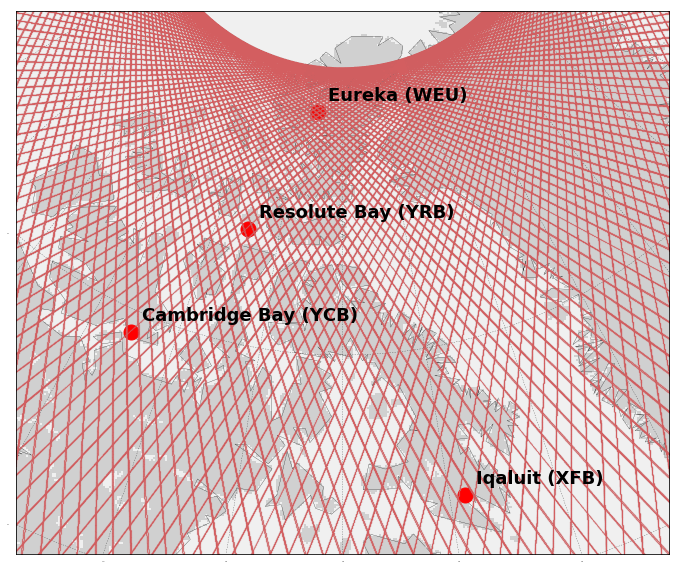 Eureka (WEU)
Resolute Bay (YRB)
Cambridge Bay (YCB)
Iqaluit (XFB)